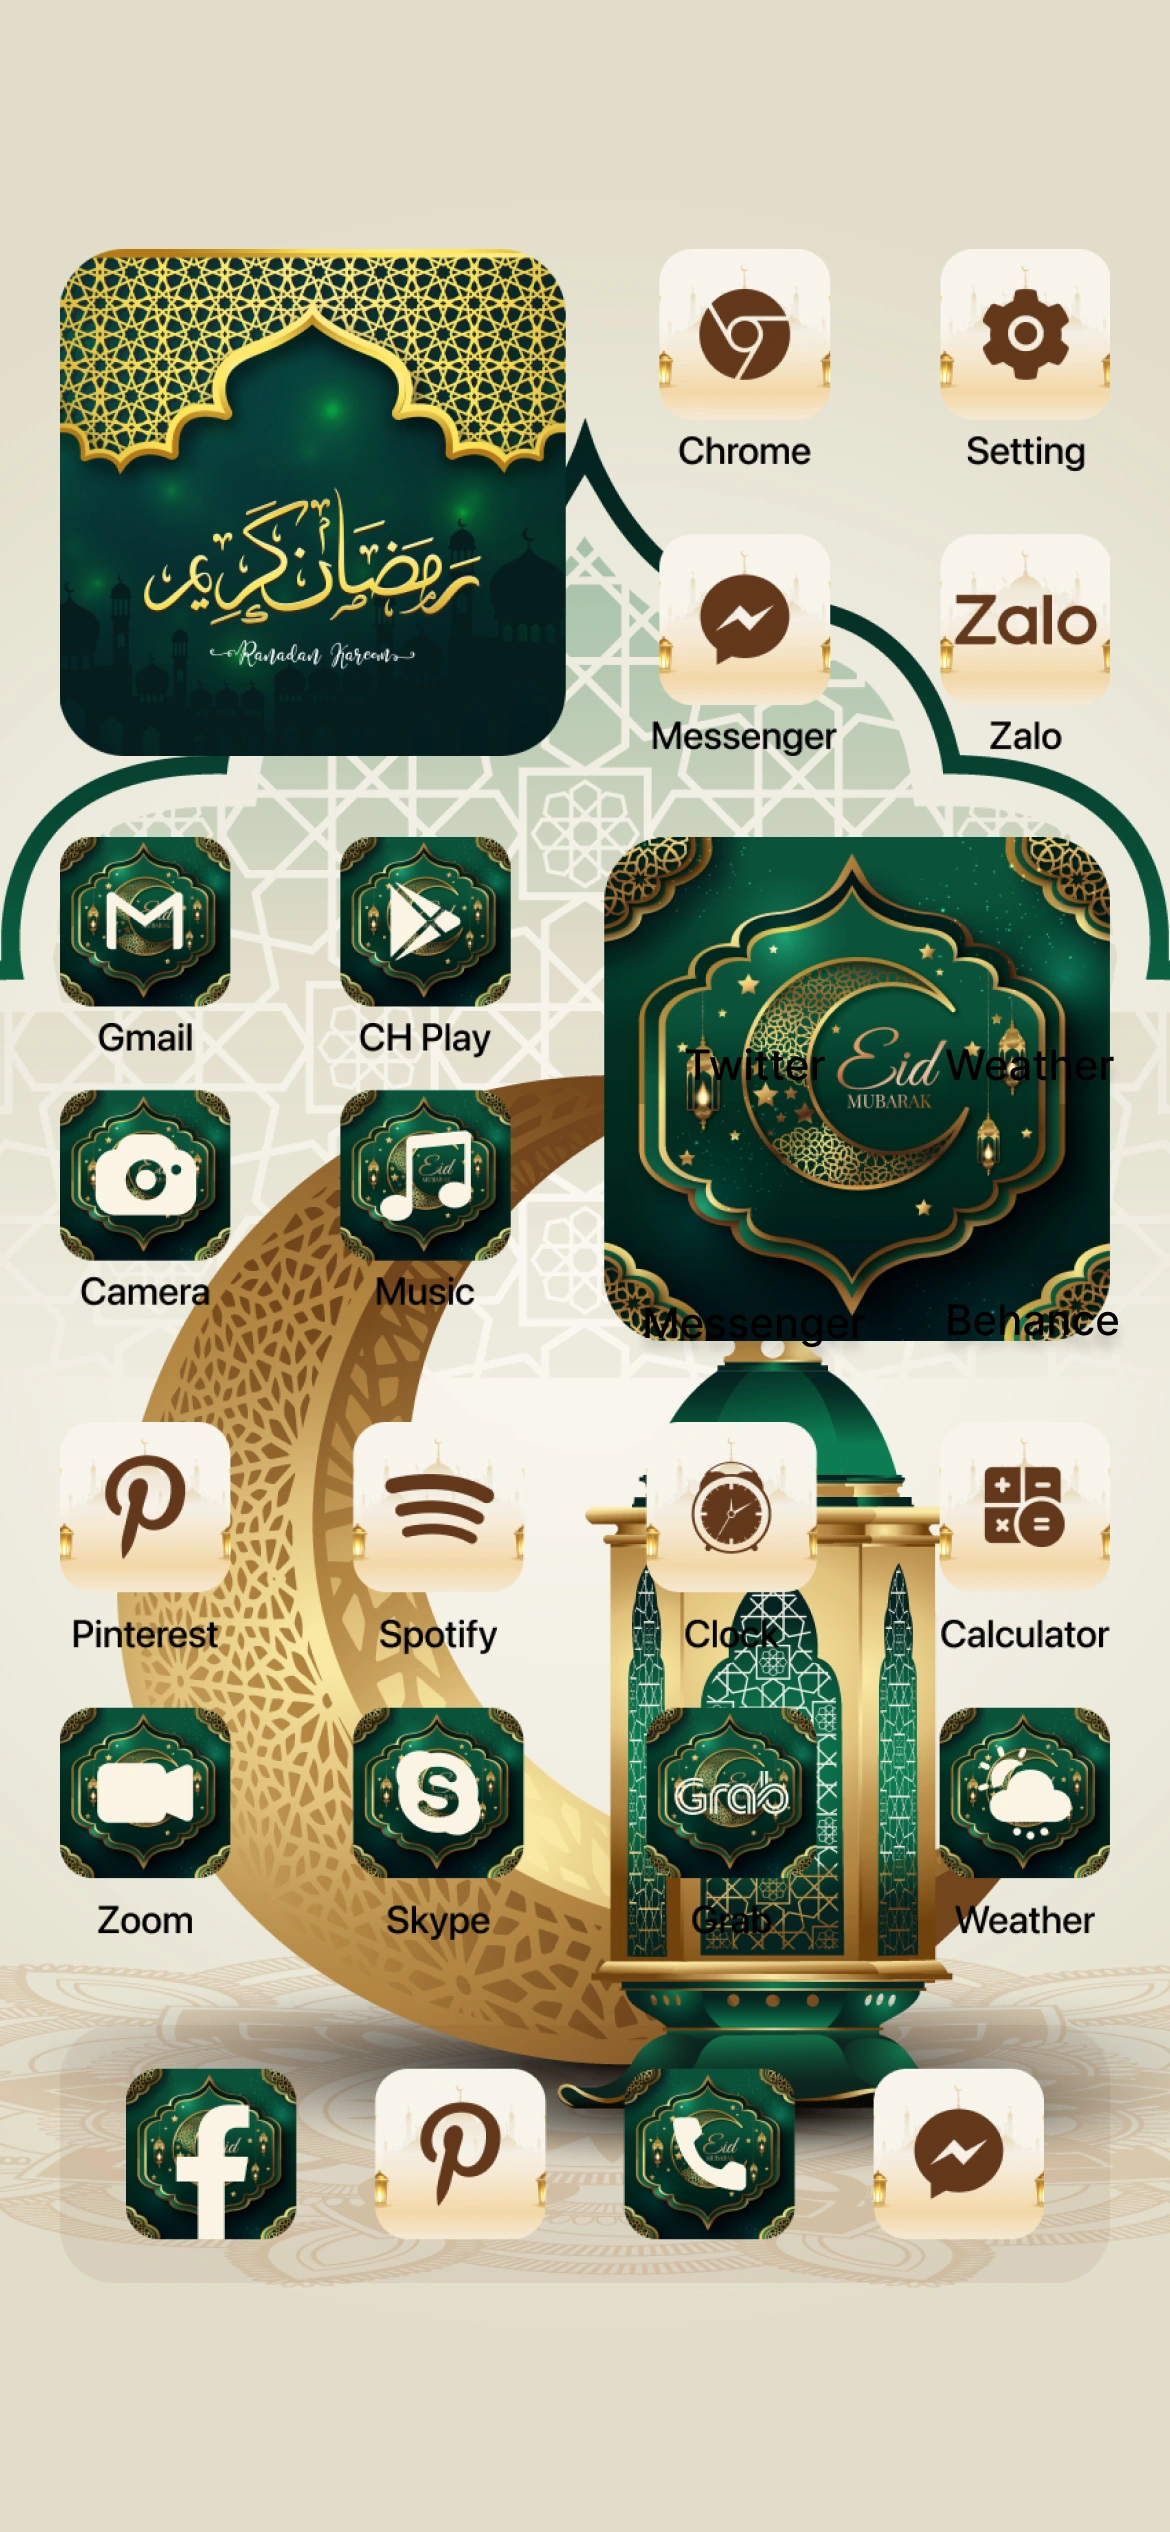 رمضان كريم
Ranadan Kareem
Chrome
Setting
Zalo
Messenger
Zalo
Gmail
CH Play
Eid
MUBARAK
Twitter
Weather
Camera
Music
Messenger
Behance
Pinterest
Spotify
Clock
Calculator
Grab
Zoom
Skype
Grab
Weather